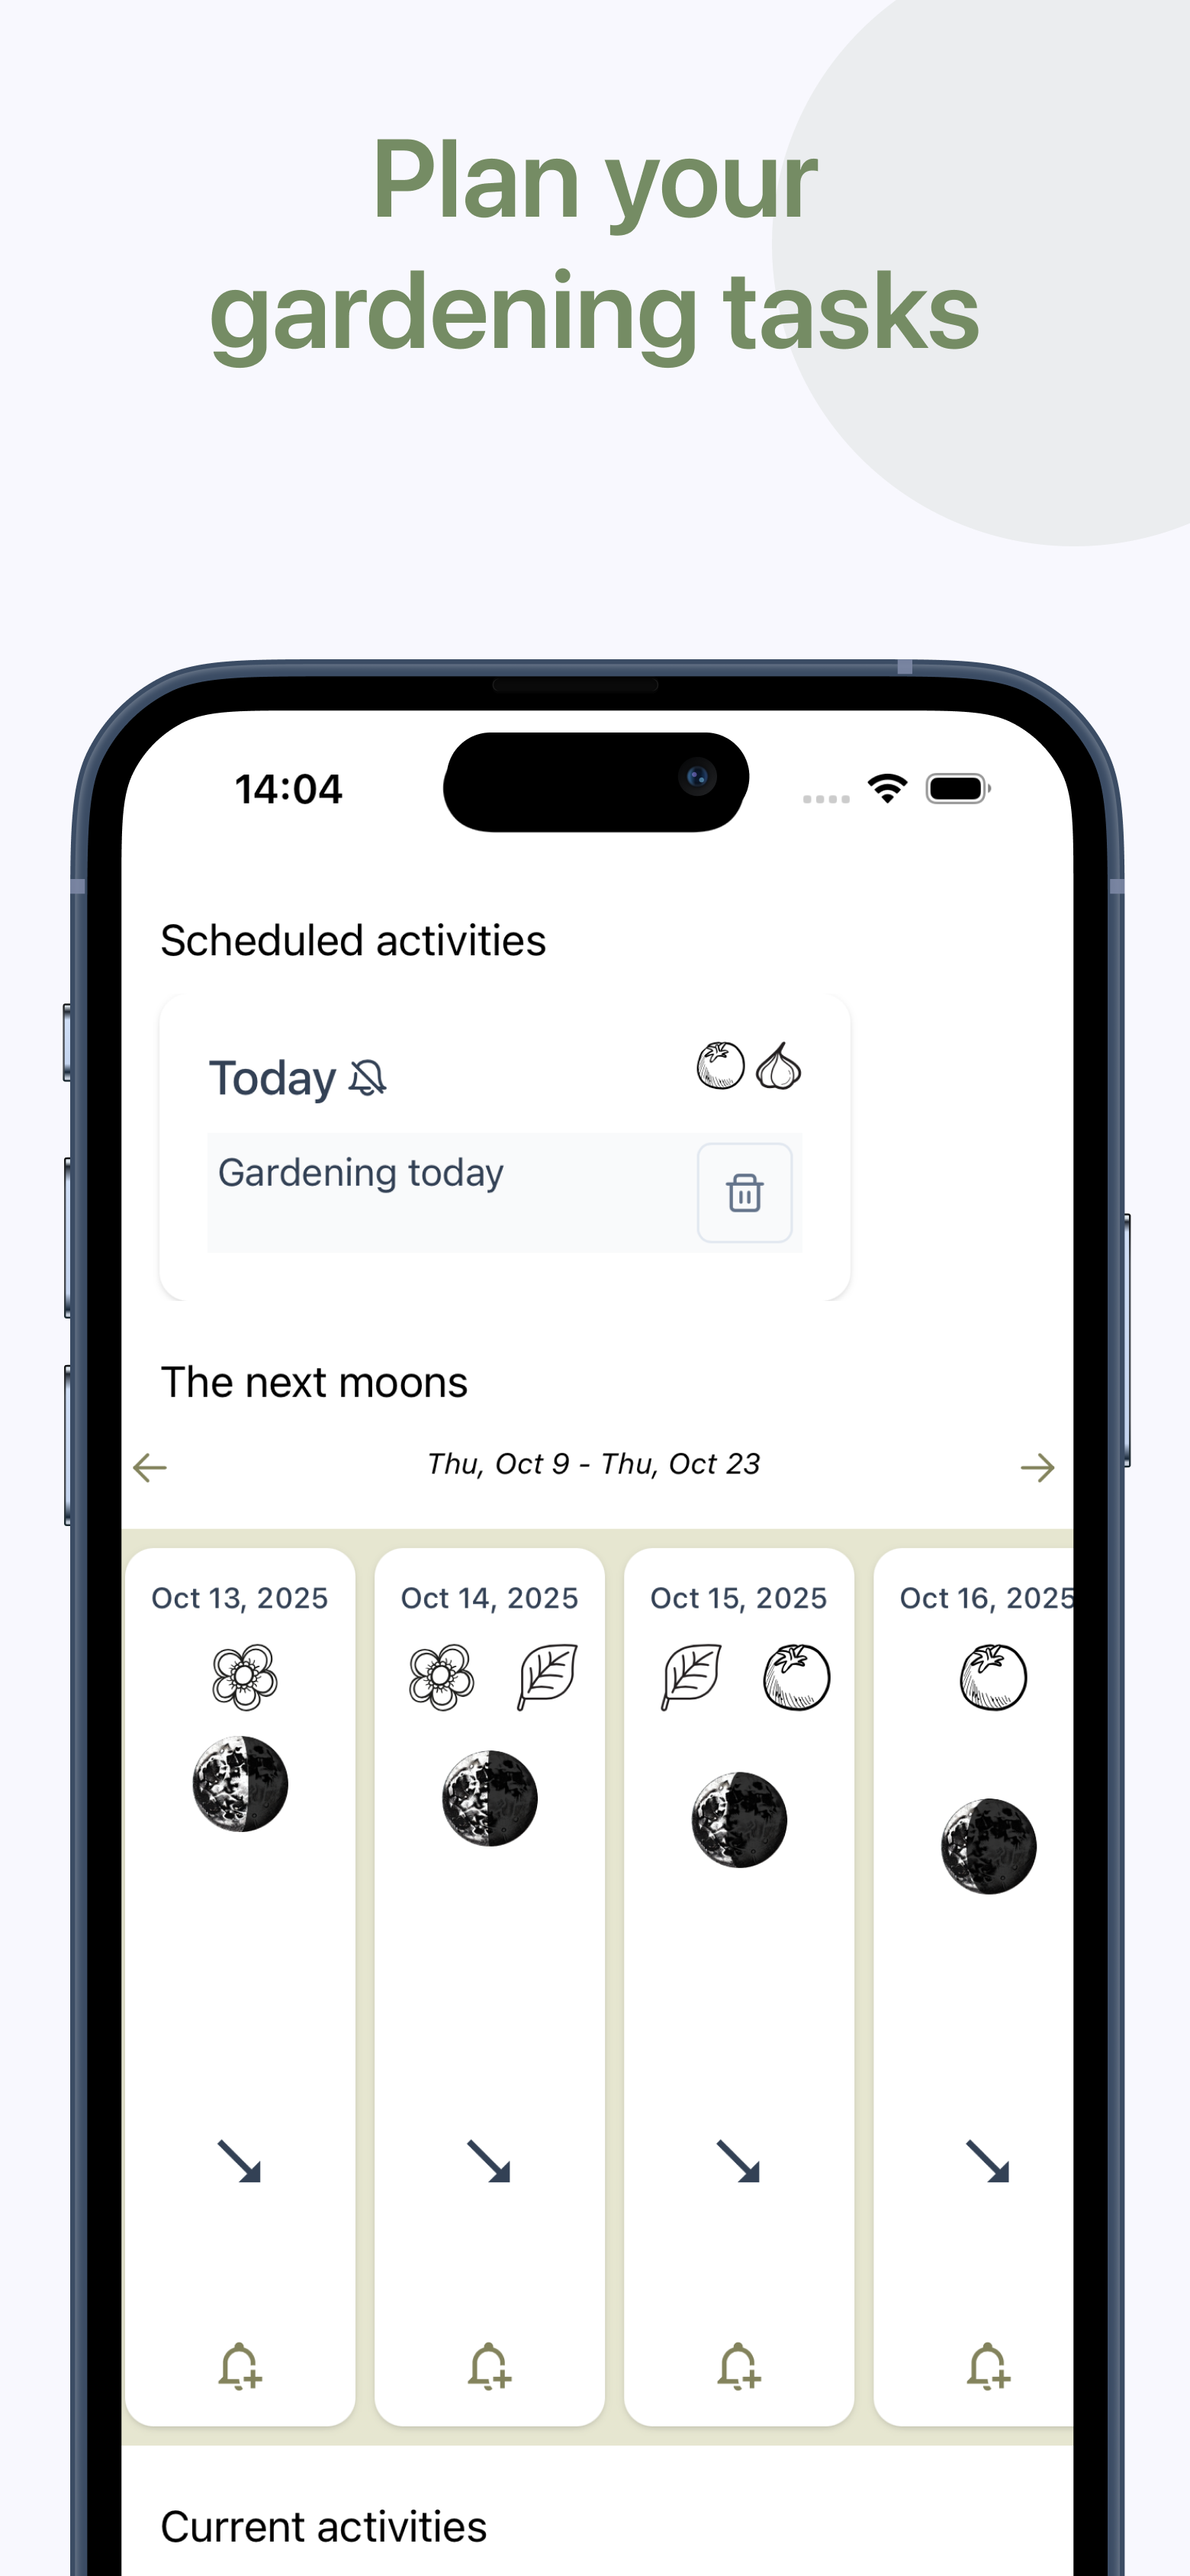 Plan your
gardening tasks
14:04
Scheduled activities
Today
Gardening today
The next moons
Thu, Oct 9 - Thu, Oct 23
Oct 13, 2025
Oct 14, 2025
Oct 15, 2025
Oct 16, 2025
Current activities